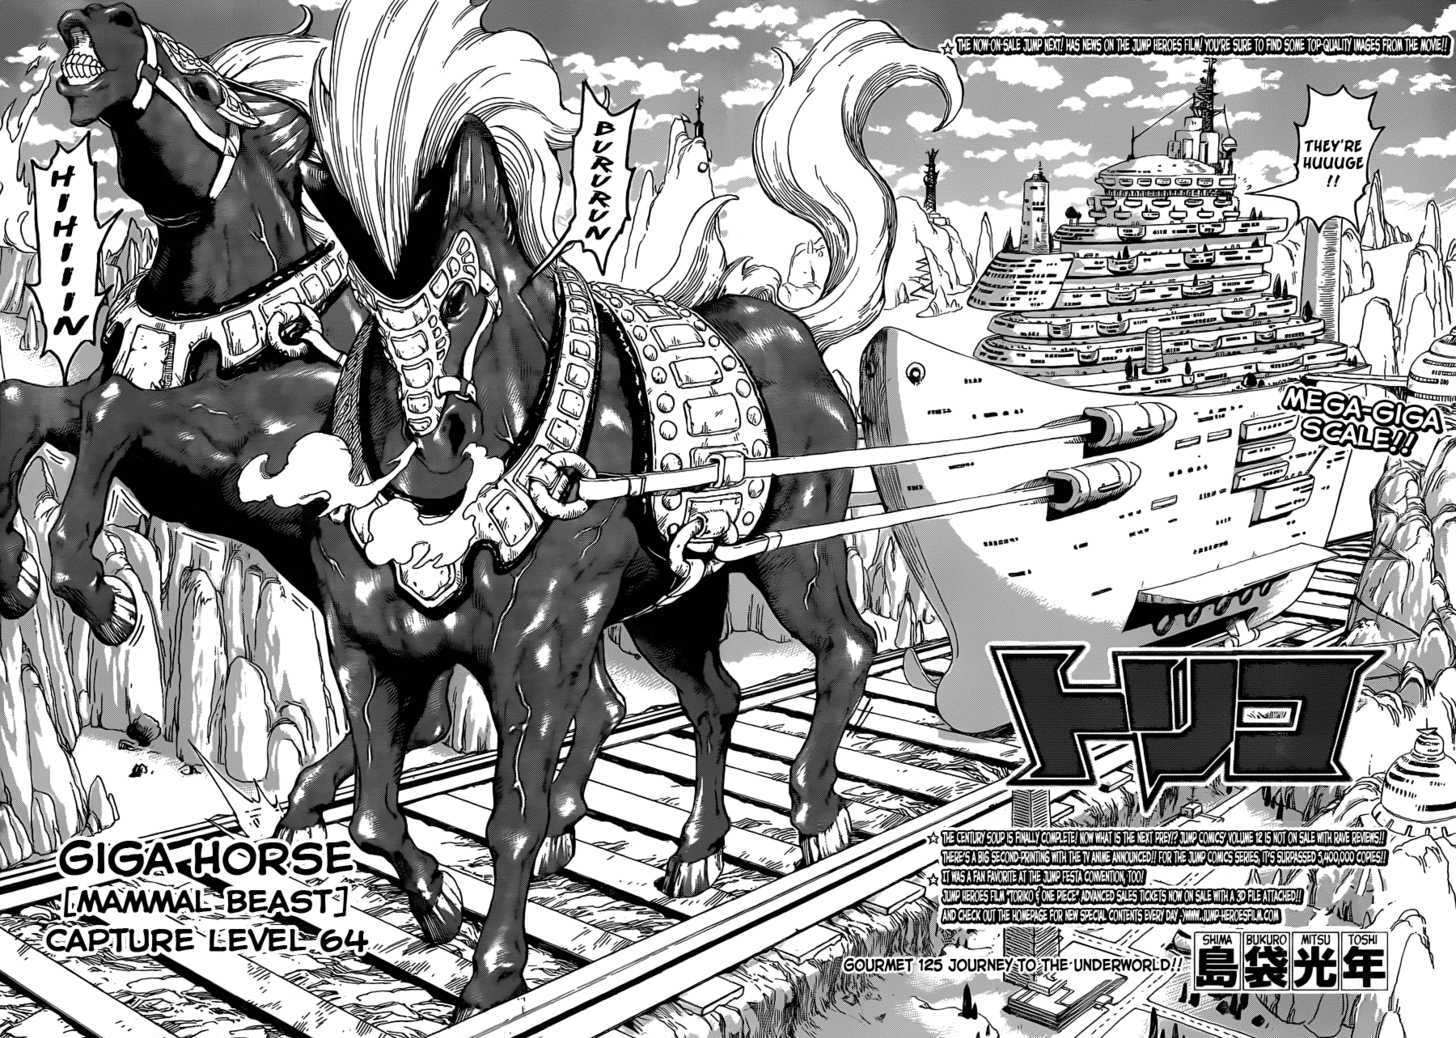 THE NOW-ON-SALE JUMP NEXT! HAS NEWS ON THE JUMP HEROES FILM! YOU'RE SURE TO FIND SOME TOP-QUALITY IMAGES FROM THE MOVIE!!
THEY'RE
HUUUGE
!!
BURURUN
HIHIIIN
MEGA-GIGA-
SCALE!!
トリコ
GIGA HORSE
[MAMMAL BEAST]
CAPTURE LEVEL 64
THE CENTURY SOUP IS FINALLY COMPLETE! NOW WHAT IS THE NEXT PREY!? JUMP COMICS' VOLUME 12 IS NOT ON SALE WITH RAVE REVIEWS!!
THERE'S A BIG SECOND-PRINTING WITH THE TV ANIME ANNOUNCED!! FOR THE JUMP COMICS SERIES, IT'S SURPASSED 5,400,000 COPIES!!
IT WAS A FAN FAVORITE AT THE JUMP FESTA CONVENTION, TOO!
JUMP HEROES FILM "TORIKO & ONE PIECE" ADVANCED SALES TICKETS NOW ON SALE WITH A 3D FILE ATTACHED!!
AND CHECK OUT THE HOMEPAGE FOR NEW SPECIAL CONTENTS EVERY DAY -)WWW.JUMP-HEROESFILM.COM
GOURMET 125 JOURNEY TO THE UNDERWORLD!!
SHIMA BUKURO MITSU TOSHI
島袋光年